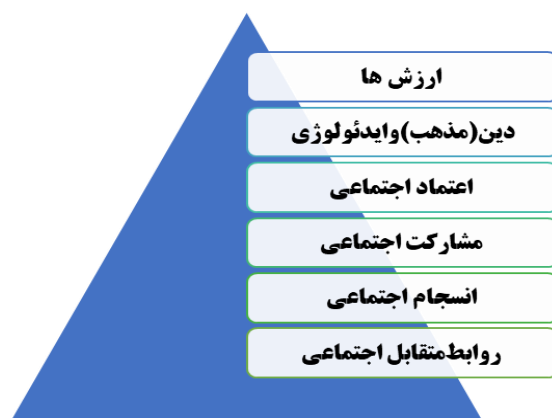 ارزش ها
دین(مذهب)وایدئولوژی
اعتماد اجتماعی
مشارکت اجتماعی
انسجام اجتماعی
روابط‌متقابل اجتماعی